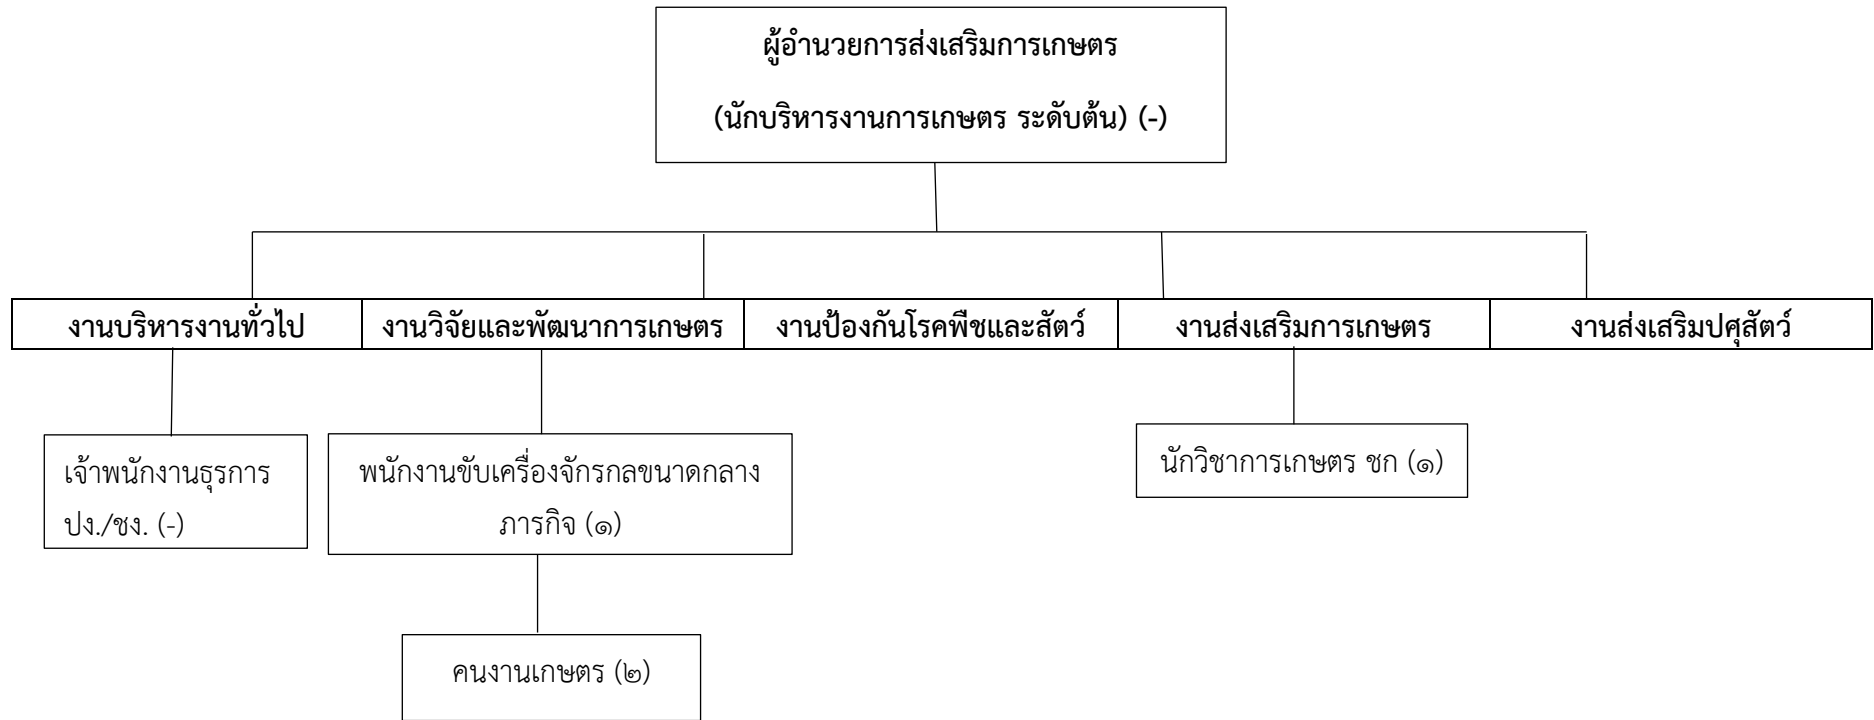 ผู้อำนวยการส่งเสริมการเกษตร
(นักบริหารงานการเกษตร ระดับต้น) (-)
งานบริหารงานทั่วไป
งานวิจัยและพัฒนาการเกษตร
งานป้องกันโรคพืชและสัตว์
งานส่งเสริมการเกษตร
งานส่งเสริมปศุสัตว์
เจ้าพนักงานธุรการ
ปง./ชง. (-)
พนักงานขับเครื่องจักรกลขนาดกลาง
ภารกิจ (๑)
นักวิชาการเกษตร ชก (๑)
คนงานเกษตร (๒)